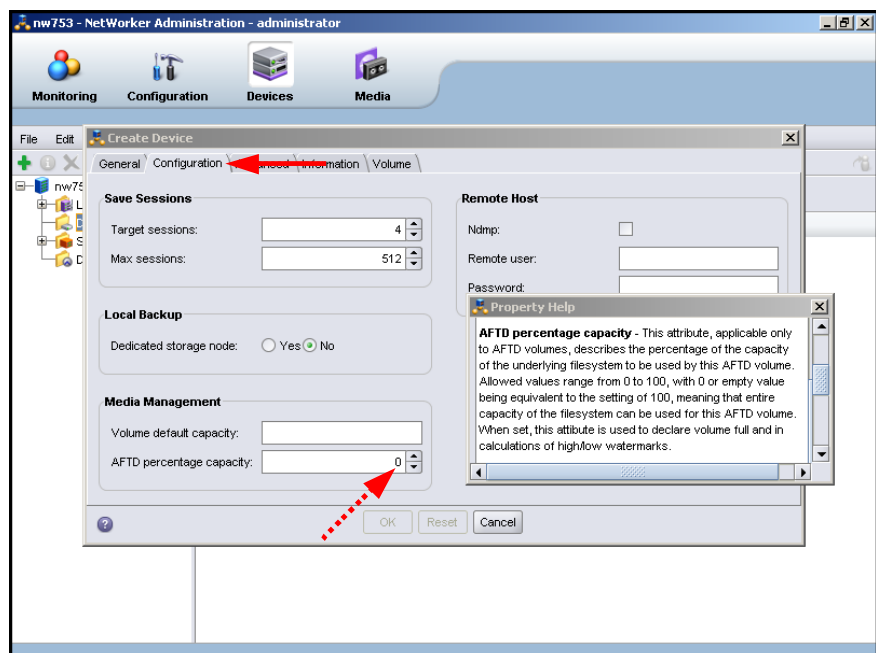 nw753 - NetWorker Administration - administrator
Monitoring Configuration Devices Media
File Edit
Create Device
General Configuration Information Volume
nw75
Save Sessions
Target sessions: 4
Max sessions: 512
Remote Host
Ndmp:
Remote user:
Password:
Local Backup
Dedicated storage node: Yes No
Media Management
Volume default capacity:
AFTD percentage capacity: 0
Property Help
AFTD percentage capacity - This attribute, applicable only
to AFTD volumes, describes the percentage of the capacity
of the underlying filesystem to be used by this AFTD volume.
Allowed values range from 0 to 100, with 0 or empty value
being equivalent to the setting of 100, meaning that entire
capacity of the filesystem can be used for this AFTD volume.
When set, this attibute is used to declare volume full and in
calculations of high/low watermarks.
OK Reset Cancel